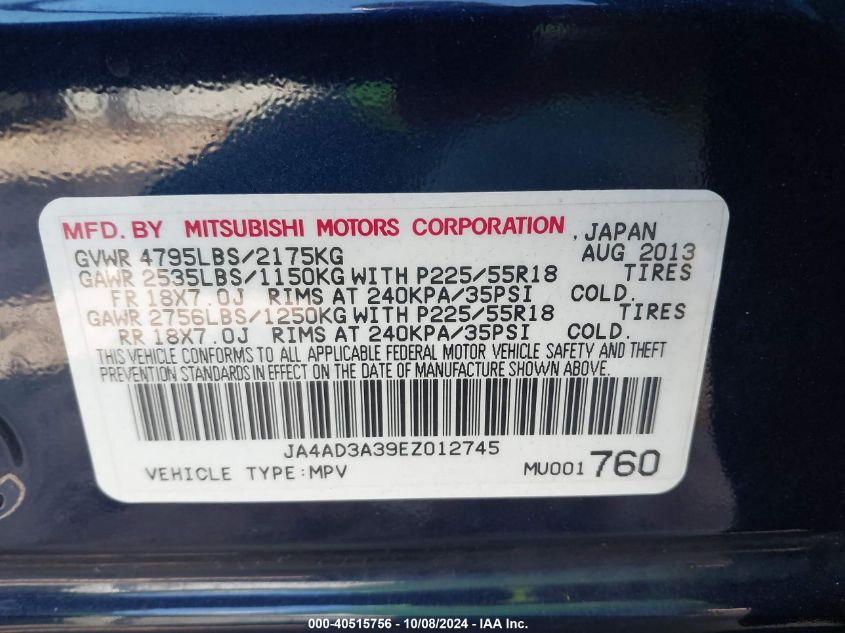 MFD. BY MITSUBISHI MOTORS CORPORATION , JAPAN
GVWR 4795LBS/2175KG AUG 2013
GAWR 2535LBS/1150KG WITH P225/55R18 TIRES
FR 18X7.0J RIMS AT 240KPA/35PSI COLD.
GAWR 2756LBS/1250KG WITH P225/55R18 TIRES
RR 18X7.0J RIMS AT 240KPA/35PSI COLD.
THIS VEHICLE CONFORMS TO ALL APPLICABLE FEDERAL MOTOR VEHICLE SAFETY AND THEFT
PREVENTION STANDARDS IN EFFECT ON THE DATE OF MANUFACTURE SHOWN ABOVE.
JA4AD3A39EZ012745
VEHICLE TYPE:MPV MU001760
000-40515756 - 10/08/2024 - IAA Inc.